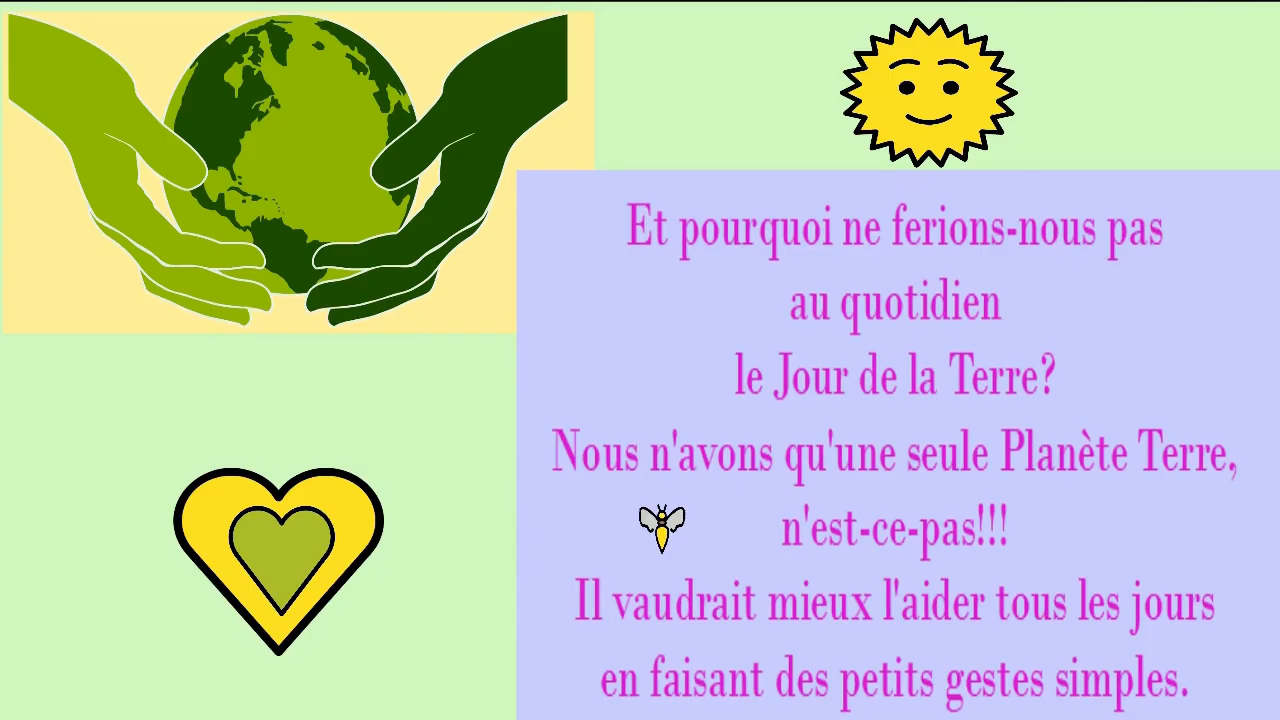 Et pourquoi ne ferions-nous pas
au quotidien
le Jour de la Terre?
Nous n'avons qu'une seule Planète Terre,
n'est-ce-pas!!!
Il vaudrait mieux l'aider tous les jours
en faisant des petits gestes simples.